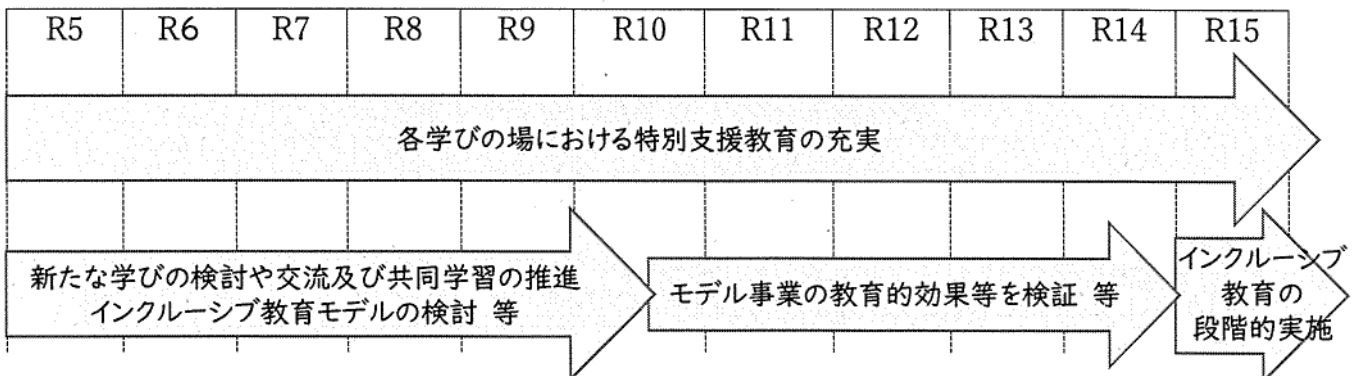 R5 R6 R7 R8 R9 R10 R11 R12 R13 R14 R15
各学びの場における特別支援教育の充実
新たな学びの検討や交流及び共同学習の推進
インクルーシブ教育モデルの検討 等
モデル事業の教育的効果等を検証 等
インクルーシブ
教育の
段階的実施